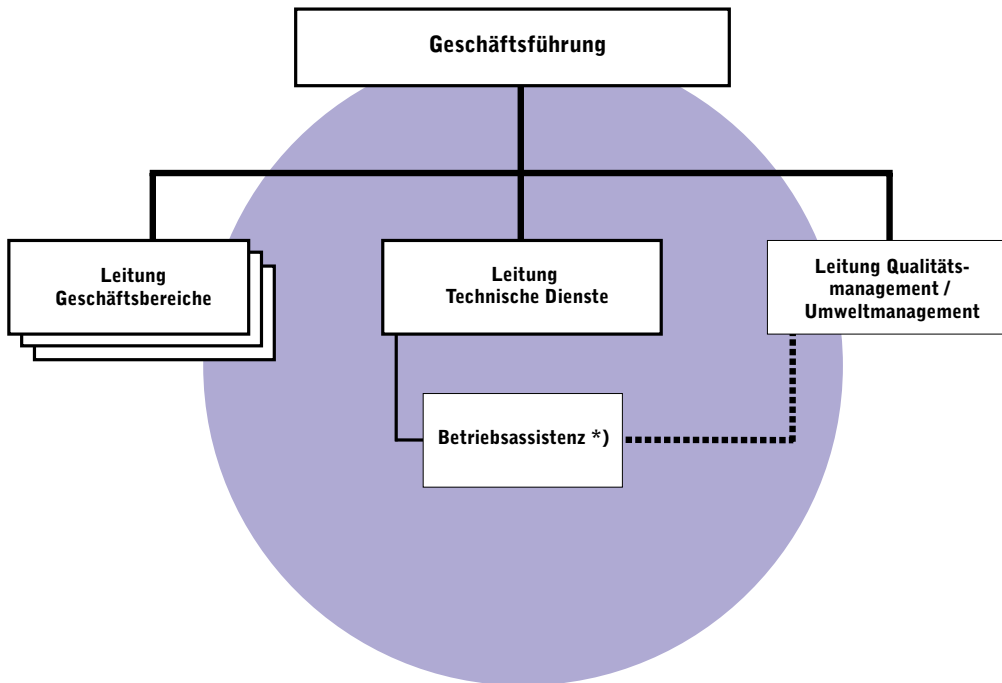 Geschäftsführung
Leitung
Geschäftsbereiche
Leitung
Technische Dienste
Leitung Qualitäts-
management /
Umweltmanagement
Betriebsassistenz *)